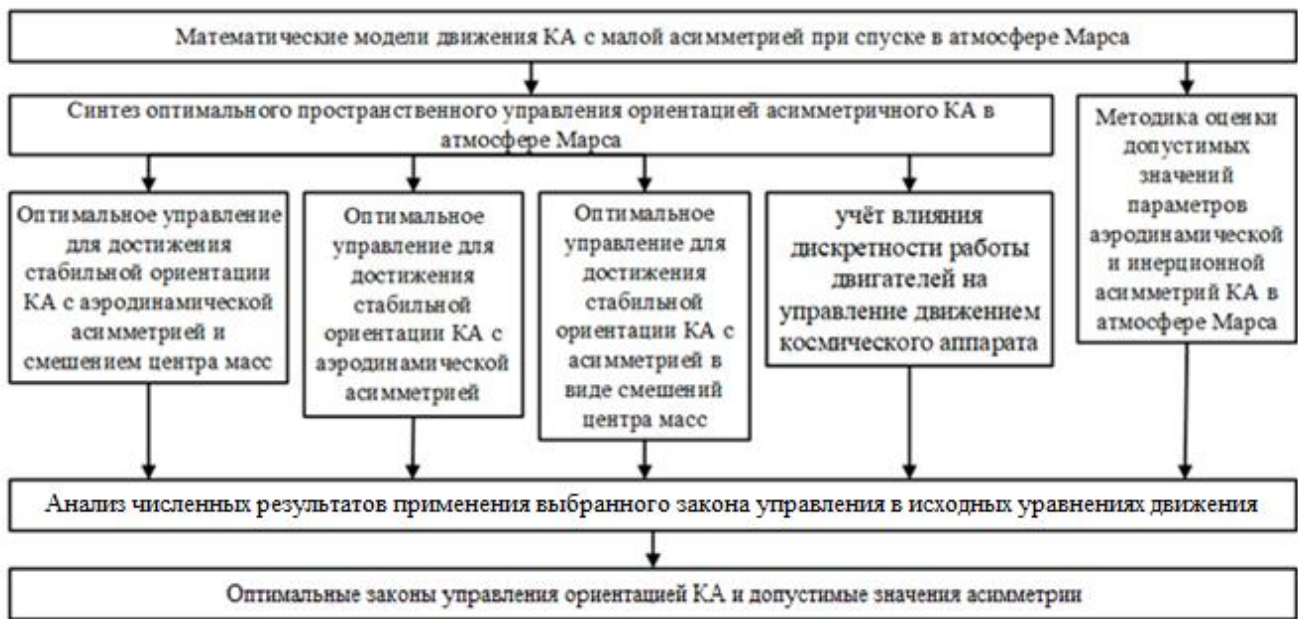 Математические модели движения КА с малой асимметрией при спуске в атмосфере Марса
Синтез оптимального пространственного управления ориентацией асимметричного КА в
атмосфере Марса
Методика оценки
допустимых
значений
параметров
аэродинамической
и инерционной
асимметрий КА в
атмосфере Марса
Оптимальное управление
для достижения
стабильной ориентации
КА с аэродинамической
асимметрией и
смешением центра масс
Оптимальное
управление для
достижения
стабильной
ориентации КА с
аэродинамической
асимметрией
Оптимальное
управление для
достижения
стабильной
ориентации КА с
асимметрией в
виде смешений
центра масс
учёт влияния
дискретности работы
двигателей на
управление движением
космического аппарата
Анализ численных результатов применения выбранного закона управления в исходных уравнениях движения
Оптимальные законы управления ориентацией КА и допустимые значения асимметрии